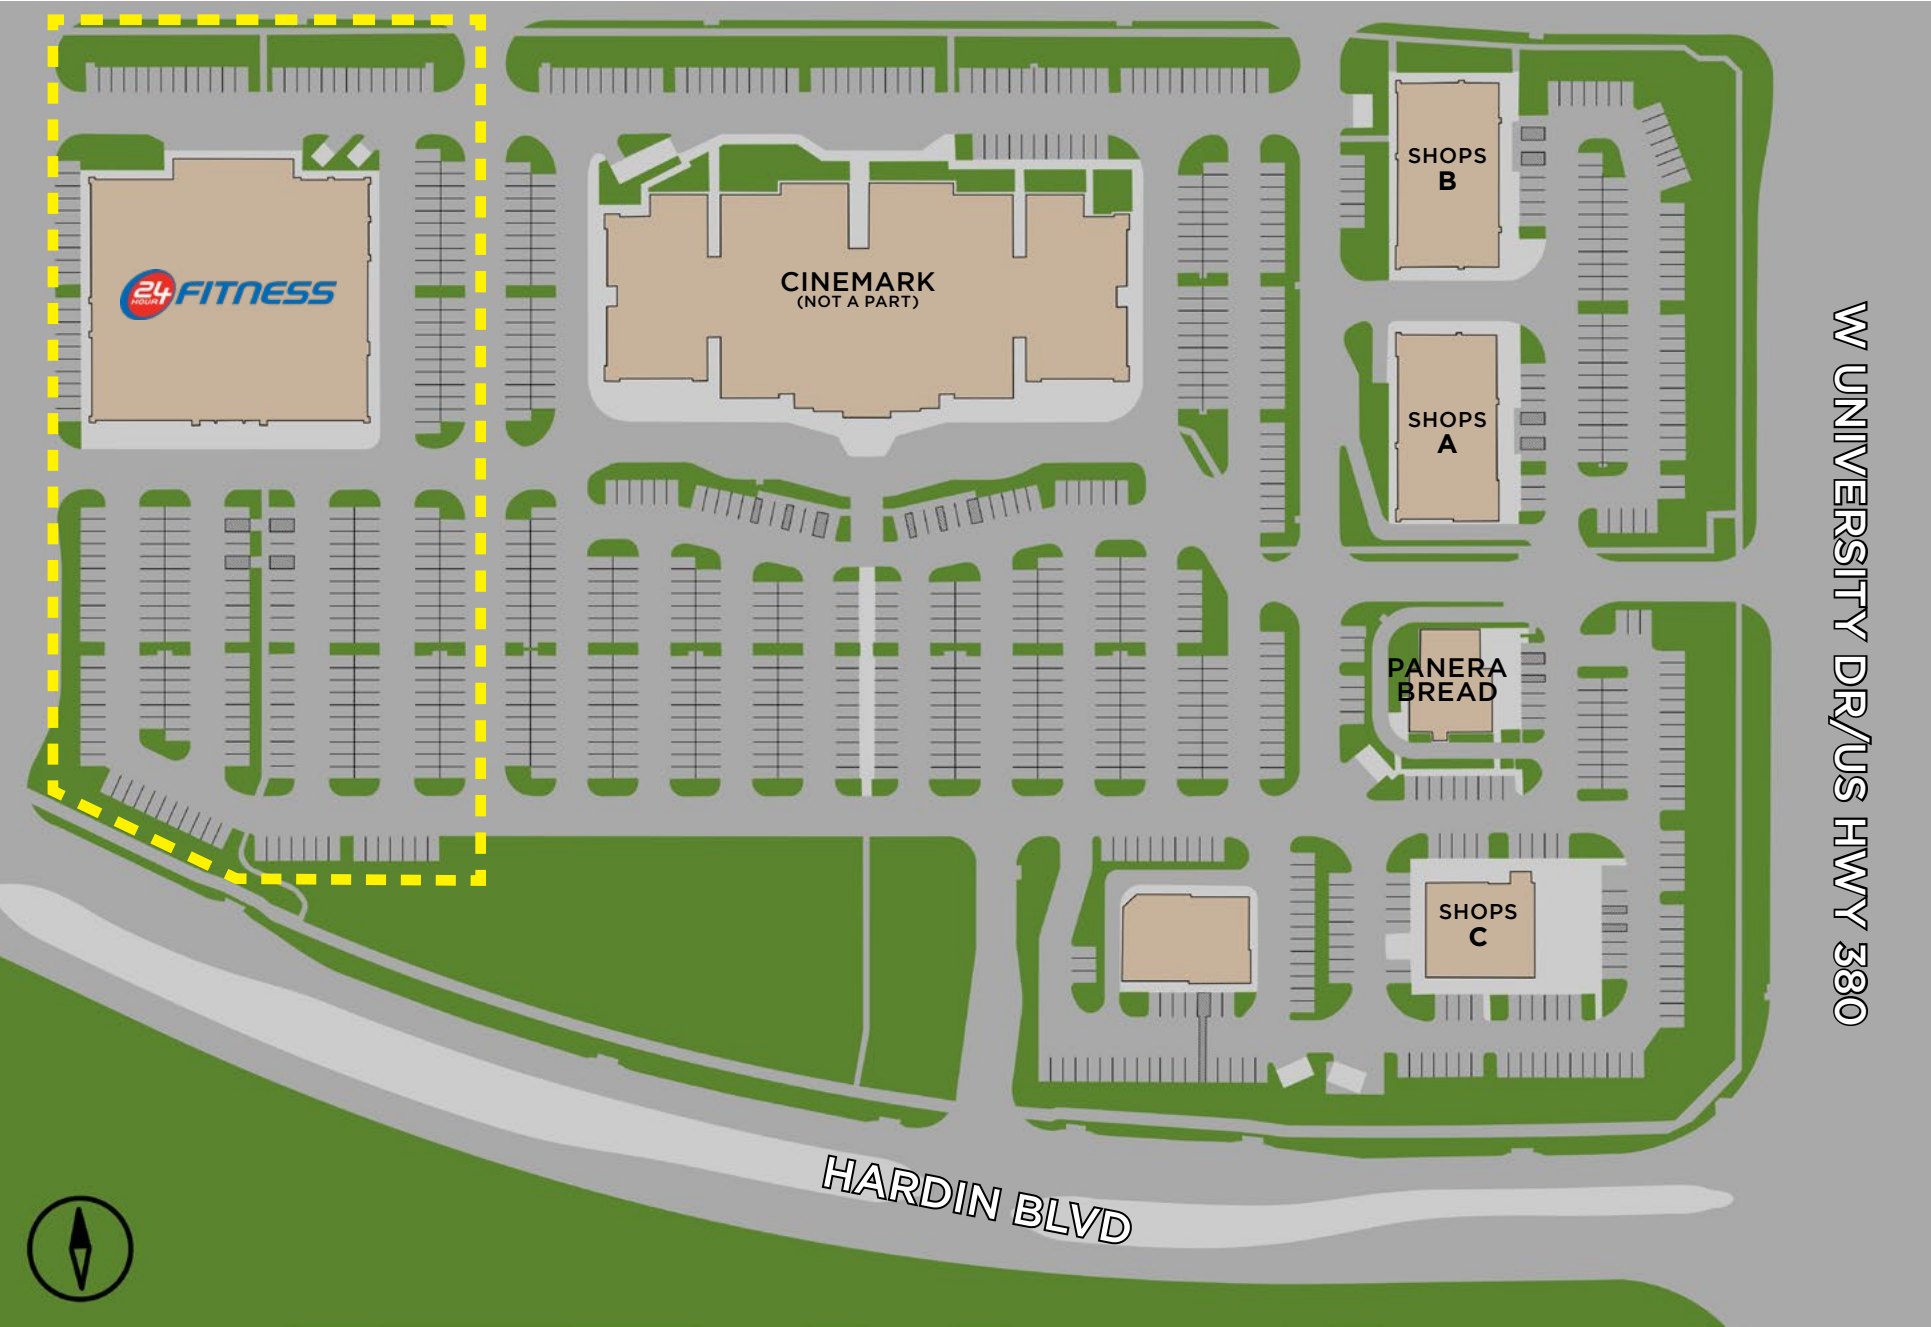 SHOPS
B
24
HOUR
FITNESS
CINEMARK
(NOT A PART)
SHOPS
A
W UNIVERSITY DR/US HWY 380
PANERA
BREAD
SHOPS
C
HARDIN BLVD